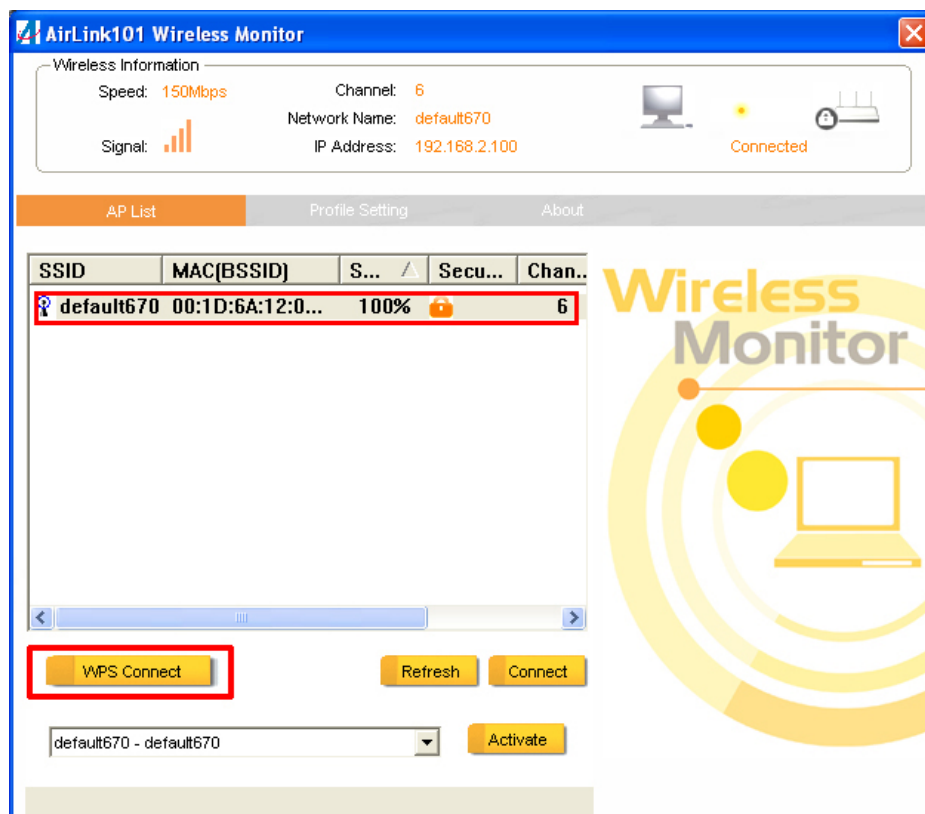 AirLink101 Wireless Monitor
Wireless Information
Speed: 150Mbps
Channel: 6
Network Name: default670
Signal:
IP Address: 192.168.2.100
Connected
AP List Profile Setting About
SSID MAC(BSSID) S... Secu... Chan..
default670 00:1D:6A:12:0... 100% 6
Wireless
Monitor
WPS Connect Refresh Connect
default670 - default670 Activate